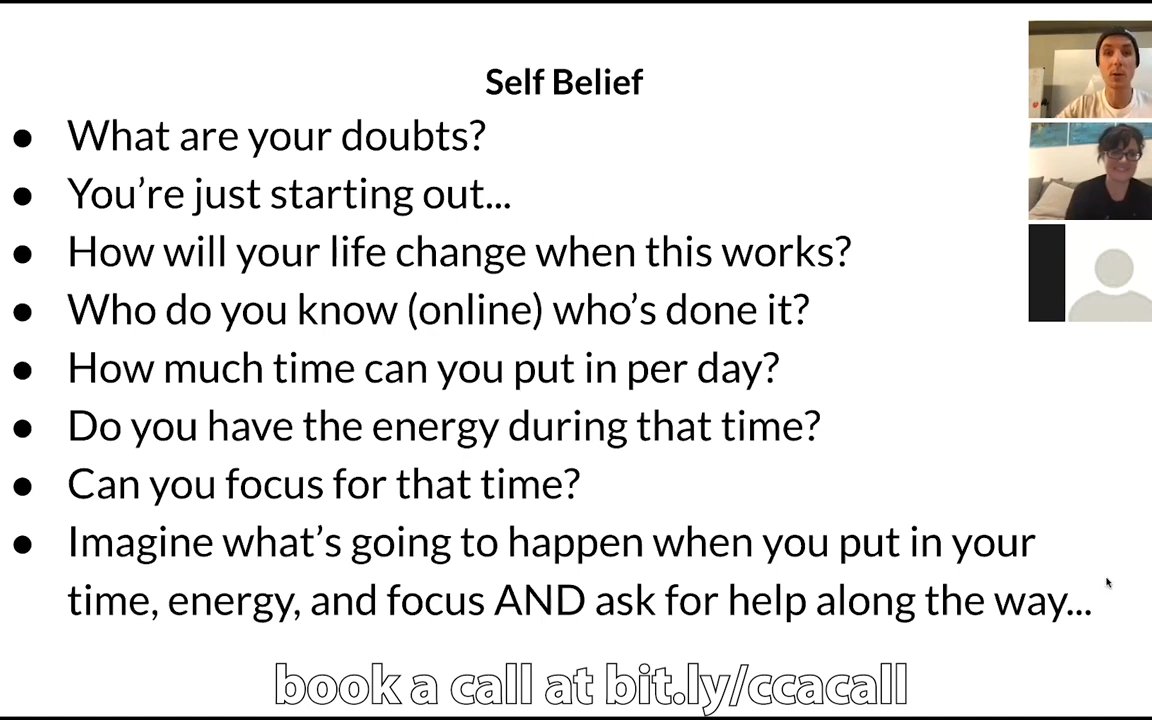 Self Belief
● What are your doubts?
● You’re just starting out...
● How will your life change when this works?
● Who do you know (online) who’s done it?
● How much time can you put in per day?
● Do you have the energy during that time?
● Can you focus for that time?
● Imagine what’s going to happen when you put in your
time, energy, and focus AND ask for help along the way...
book a call at bit.ly/ccacall